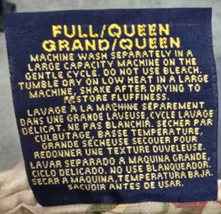 FULL/QUEEN
GRAND/QUEEN
MACHINE WASH SEPARATELY IN A
LARGE CAPACITY MACHINE ON THE
GENTLE CYCLE. DO NOT USE BLEACH.
TUMBLE DRY ON LOW HEAT IN A LARGE
MACHINE, SHAKE AFTER DRYING TO
RESTORE FLUFFINESS.
LAVAGE À LA MACHINE SÉPAREMENT
DANS UNE GRANDE LAVEUSE, CYCLE LAVAGE
DÉLICAT. NE PAS BLANCHIR. SÉCHER PAR
CULBUTAGE, BASSE TEMPÉRATURE,
GRANDE SÉCHEUSE SECOUER POUR
REDONNER UNE TEXTURE DUVELEUSE.
LAVAR SEPARADO A MAQUINA GRANDE,
CICLO DELICADO. NO USE BLANQUEADOR.
SECAR A MAQUINA, TEMPERATURA BAJA.
SACUDIR ANTES DE USAR.